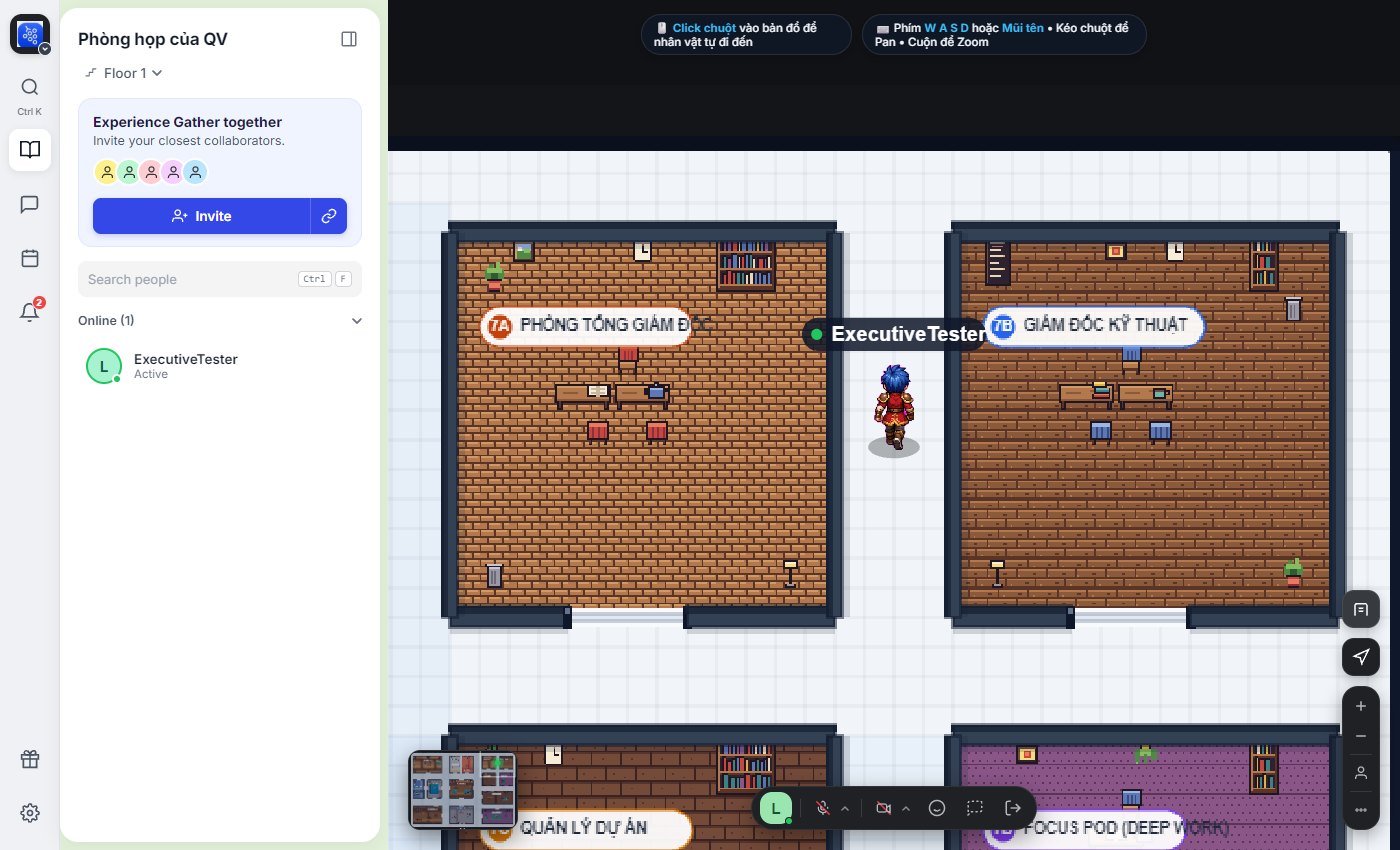 Phòng họp của QV
Floor 1
Ctrl K
Experience Gather together
Invite your closest collaborators.
Invite
Search people
Ctrl F
Online (1)
L
ExecutiveTester
Active
2
Click chuột vào bản đồ để
nhân vật tự đi đến
Phím W A S D hoặc Mũi tên • Kéo chuột để
Pan • Cuộn để Zoom
7A PHÒNG TỔNG GIÁM ĐỐC
ExecutiveTester
7B GIÁM ĐỐC KỸ THUẬT
QUẢN LÝ DỰ ÁN
FOCUS POD (DEEP WORK)
L